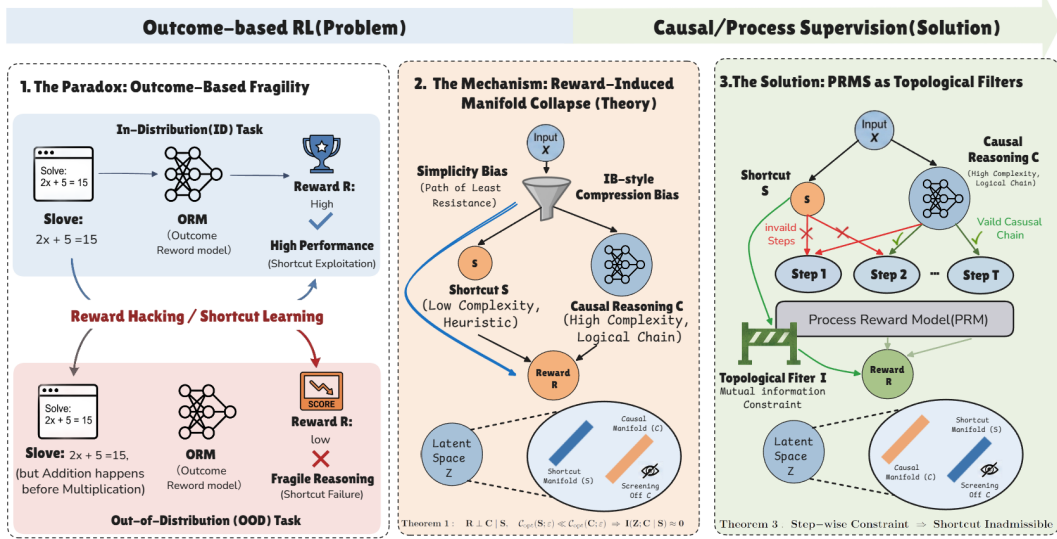 Outcome-based RL(Problem)
Causal/Process Supervision(Solution)
1. The Paradox: Outcome-Based Fragility
In-Distribution(ID) Task
Solve:
2x + 5 = 15
Slove:
2x + 5 =15
ORM
(Outcome
Reword model)
Reward R:
High
High Performance
(Shortcut Exploitation)
Reward Hacking / Shortcut Learning
Solve:
2x + 5 = 15
Slove: 2x + 5 =15,
(but Addition happens
before Multiplication)
ORM
(Outcome
Reword model)
SCORE
Reward R:
low
Fragile Reasoning
(Shortcut Failure)
Out-of-Distribution (OOD) Task
2. The Mechanism: Reward-Induced
Manifold Collapse (Theory)
Input
X
Simplicity Bias
(Path of Least
Resistance)
IB-style
Compression Bias
S
Shortcut S
(Low Complexity,
Heuristic)
Causal Reasoning C
(High Complexity,
Logical Chain)
Reward
R
Latent
Space
Z
Causal
Manifold (C)
Shortcut
Manifold (S)
Screening
Off C
Theorem 1 : R ⊥ C | S. C_opt(S;ε) ≪ C_opt(C;ε) ⇒ I(Z;C | S) ≈ 0
3.The Solution: PRMS as Topological Filters
Input
X
Causal
Reasoning C
(High Complexity,
Logical Chain)
Shortcut
S
S
invaild
Steps
Vaild Casusal
Chain
Step 1
Step 2
...
Step T
Process Reward Model(PRM)
Reward
R
Topological Fiter I
Mutual information
Constraint
Latent
Space
Z
Shortcut
Manifold (S)
Causal
Manifold (C)
Screening
Off C
Theorem 3 . Step-wise Constraint ⇒ Shortcut Inadmissible